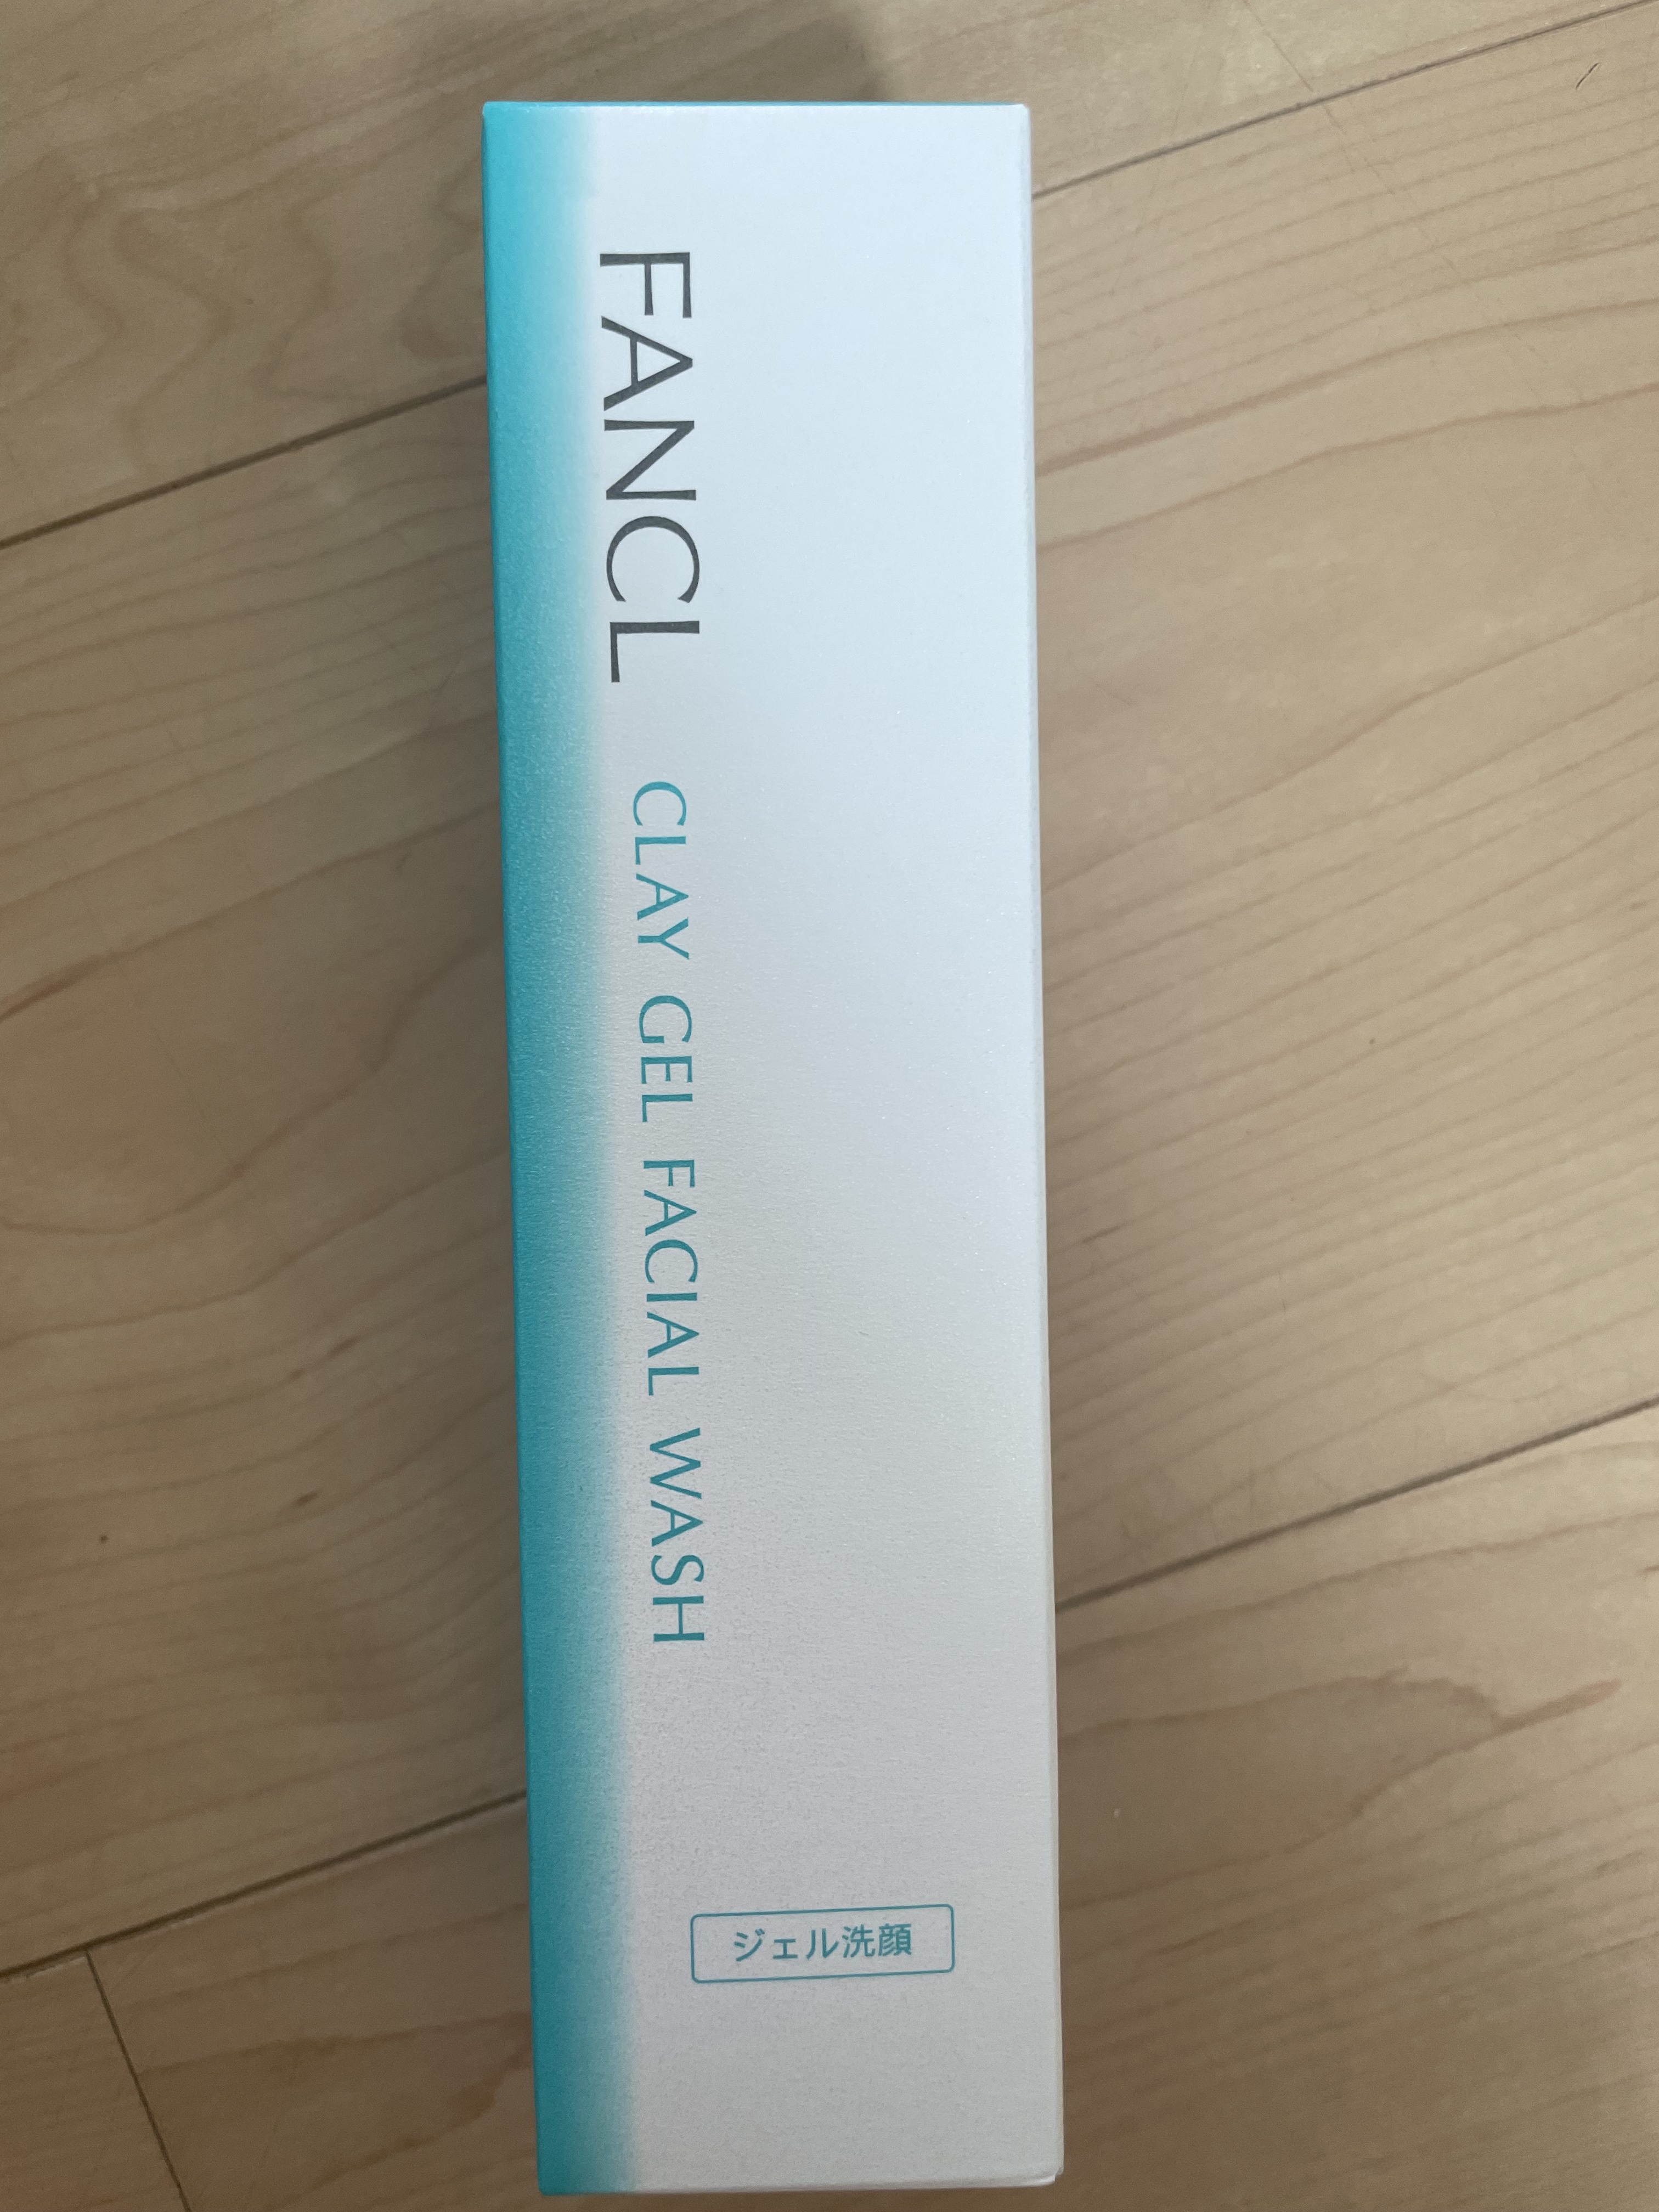 FANCL CLAY GEL FACIAL WASH
ジェル洗顔